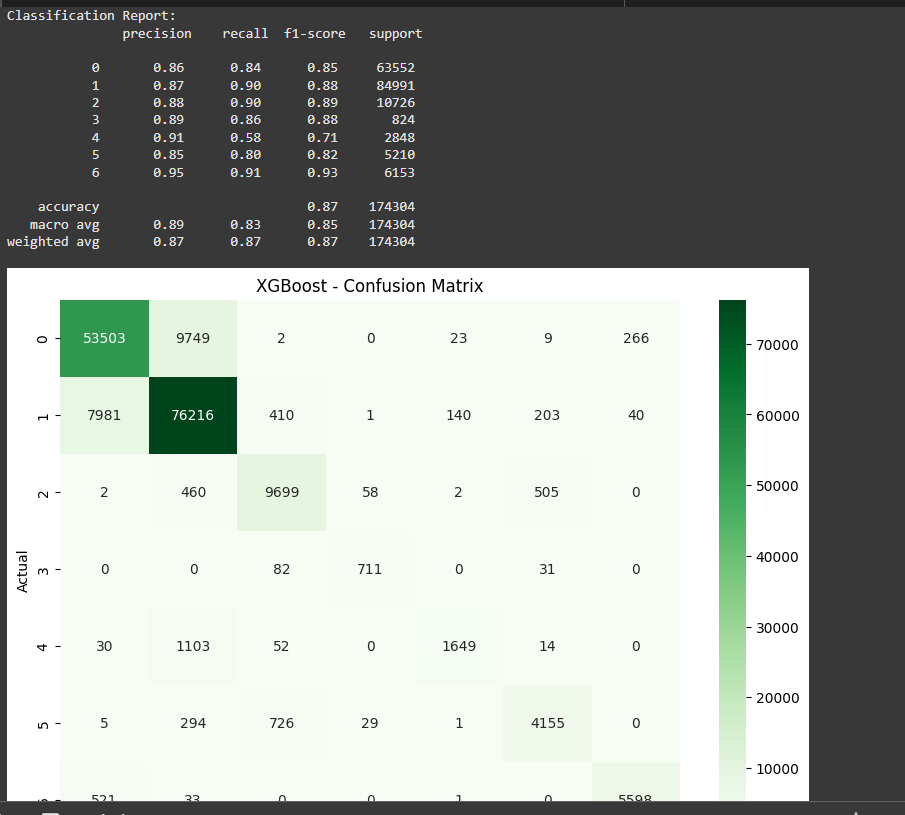 Classification Report:
precision recall f1-score support
0 0.86 0.84 0.85 63552
1 0.87 0.90 0.88 84991
2 0.88 0.90 0.89 10726
3 0.89 0.86 0.88 824
4 0.91 0.58 0.71 2848
5 0.85 0.80 0.82 5210
6 0.95 0.91 0.93 6153
accuracy 0.87 174304
macro avg 0.89 0.83 0.85 174304
weighted avg 0.87 0.87 0.87 174304
XGBoost - Confusion Matrix
0 53503 9749 2 0 23 9 266
1 7981 76216 410 1 140 203 40
2 2 460 9699 58 2 505 0
3 0 0 82 711 0 31 0
4 30 1103 52 0 1649 14 0
5 5 294 726 29 1 4155 0
521 33 0 0 1 0 5598
Actual
70000
60000
50000
40000
30000
20000
10000